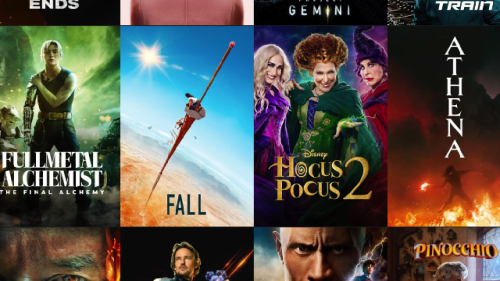 ENDS
GEMINI
TRAIN
FULLMETAL
ALCHEMIST
THE FINAL ALCHEMY
FALL
Disney
HOCUS
POCUS 2
ATHENA
PINOCCHIO